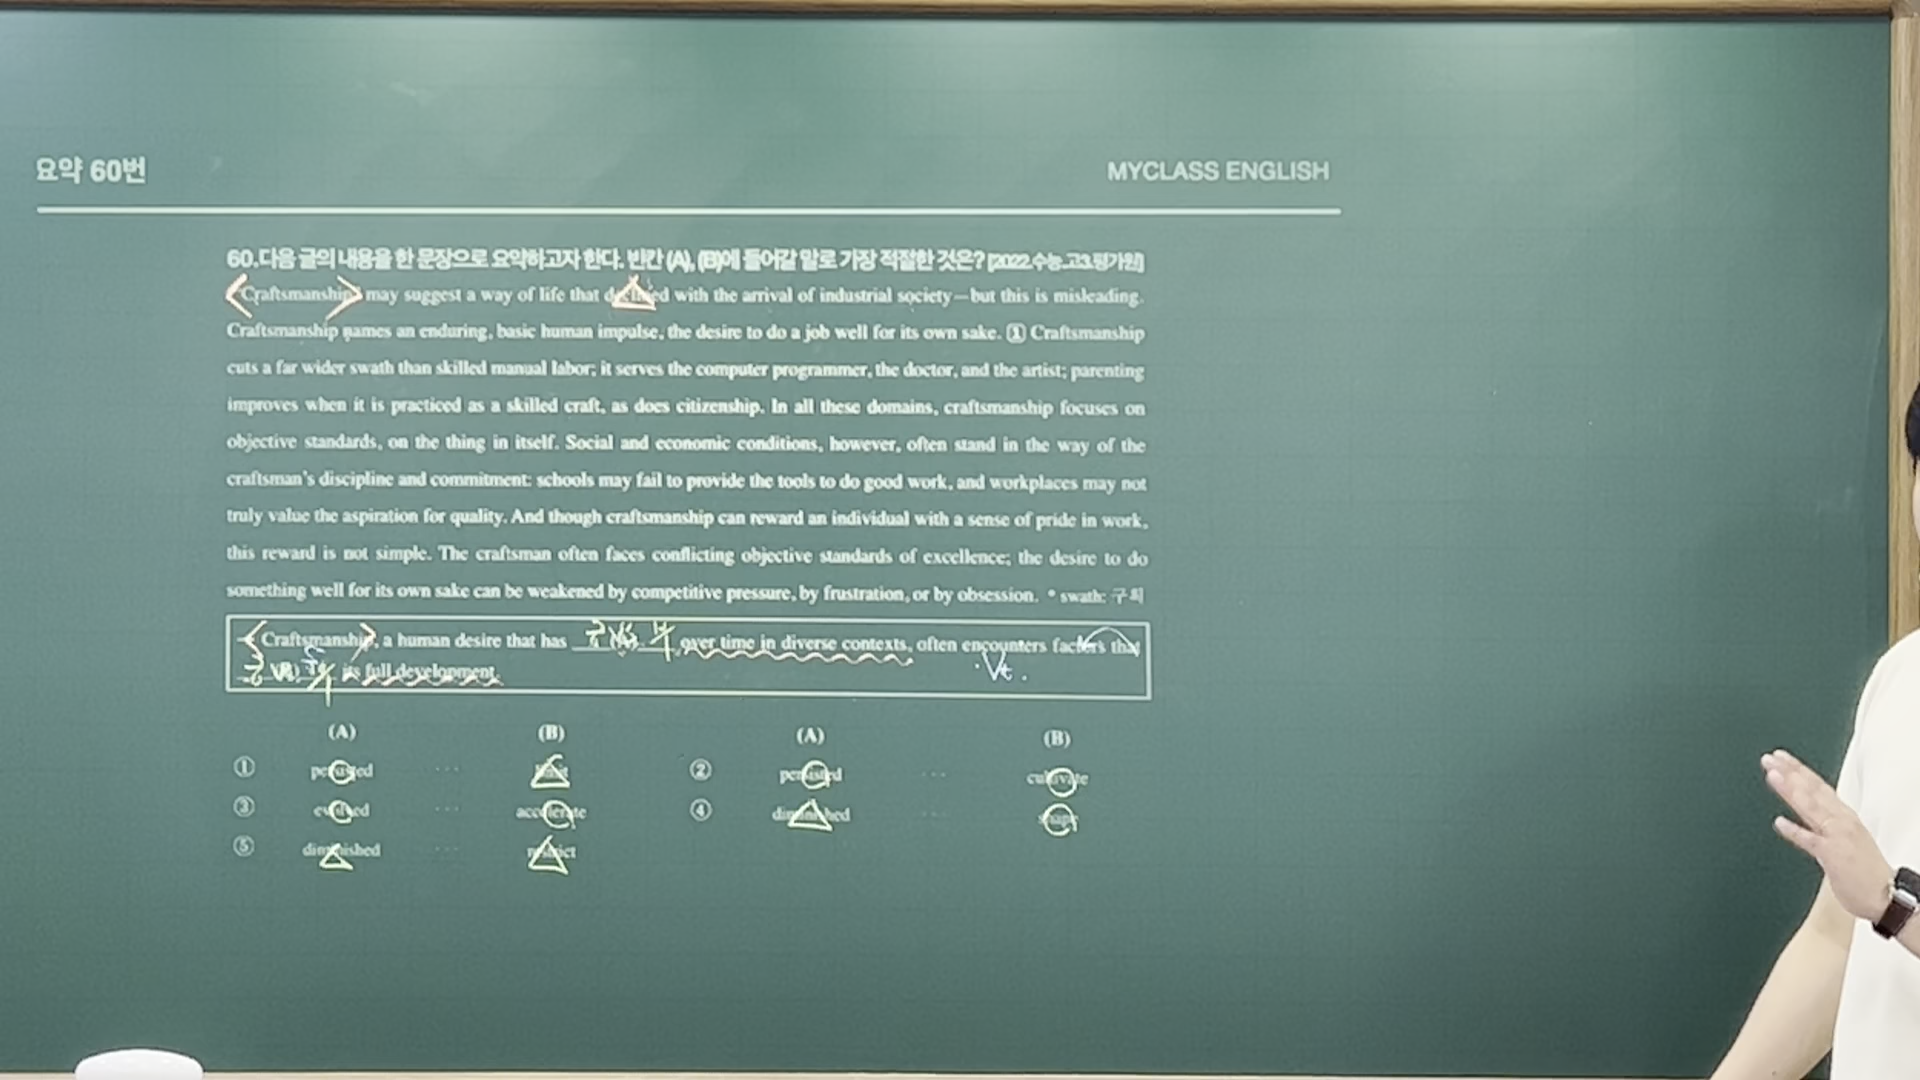 요약 60번
MYCLASS ENGLISH
60.다음 글의 내용을 한 문장으로 요약하고자 한다. 빈칸 (A), (B)에 들어갈 말로 가장 적절한 것은? [2022.수능.고3.평가원]
"Craftsmanship" may suggest a way of life that declined with the arrival of industrial society—but this is misleading.
Craftsmanship names an enduring, basic human impulse, the desire to do a job well for its own sake. ① Craftsmanship
cuts a far wider swath than skilled manual labor; it serves the computer programmer, the doctor, and the artist; parenting
improves when it is practiced as a skilled craft, as does citizenship. In all these domains, craftsmanship focuses on
objective standards, on the thing in itself. Social and economic conditions, however, often stand in the way of the
craftsman's discipline and commitment: schools may fail to provide the tools to do good work, and workplaces may not
truly value the aspiration for quality. And though craftsmanship can reward an individual with a sense of pride in work,
this reward is not simple. The craftsman often faces conflicting objective standards of excellence; the desire to do
something well for its own sake can be weakened by competitive pressure, by frustration, or by obsession. * swath: 구획
Craftsmanship, a human desire that has (A) over time in diverse contexts, often encounters factors that
(B) its full development.
Vt.
(A) (B) (A) (B)
① persisted ··· limit ② persisted ··· cultivate
③ evolved ··· accelerate ④ diminished ··· shape
⑤ diminished ··· restrict